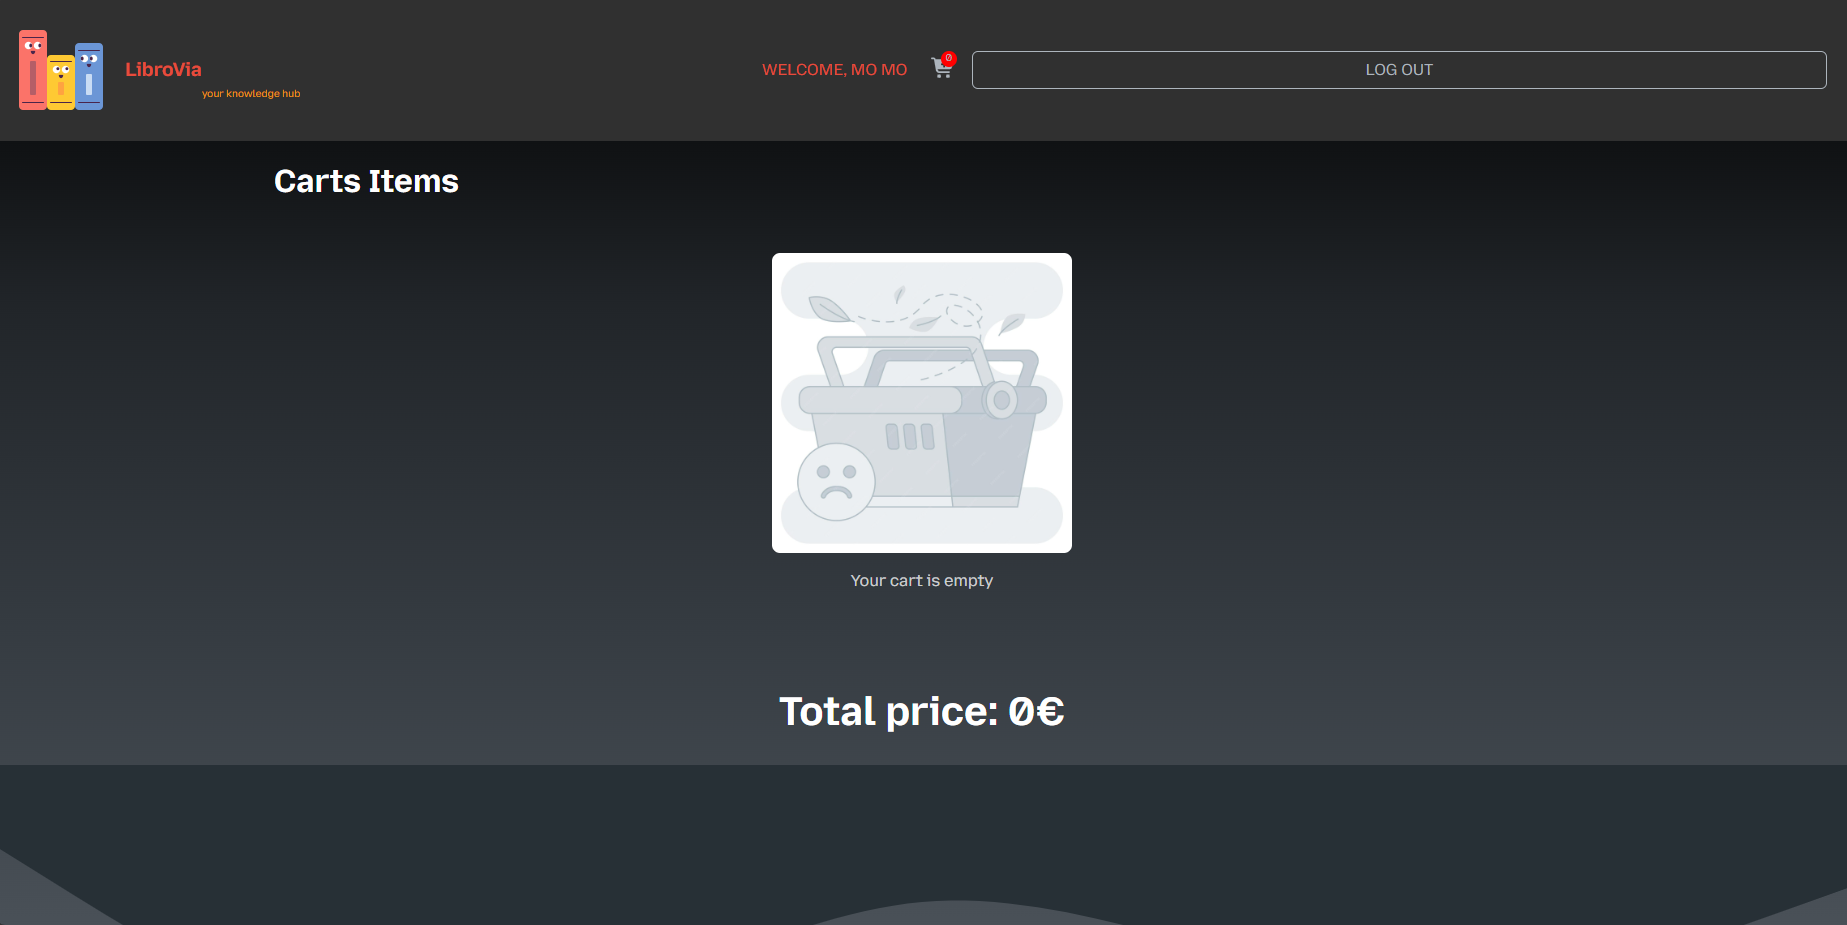 LibroVia
your knowledge hub
WELCOME, MO MO
0
LOG OUT
Carts Items
Your cart is empty
Total price: 0€